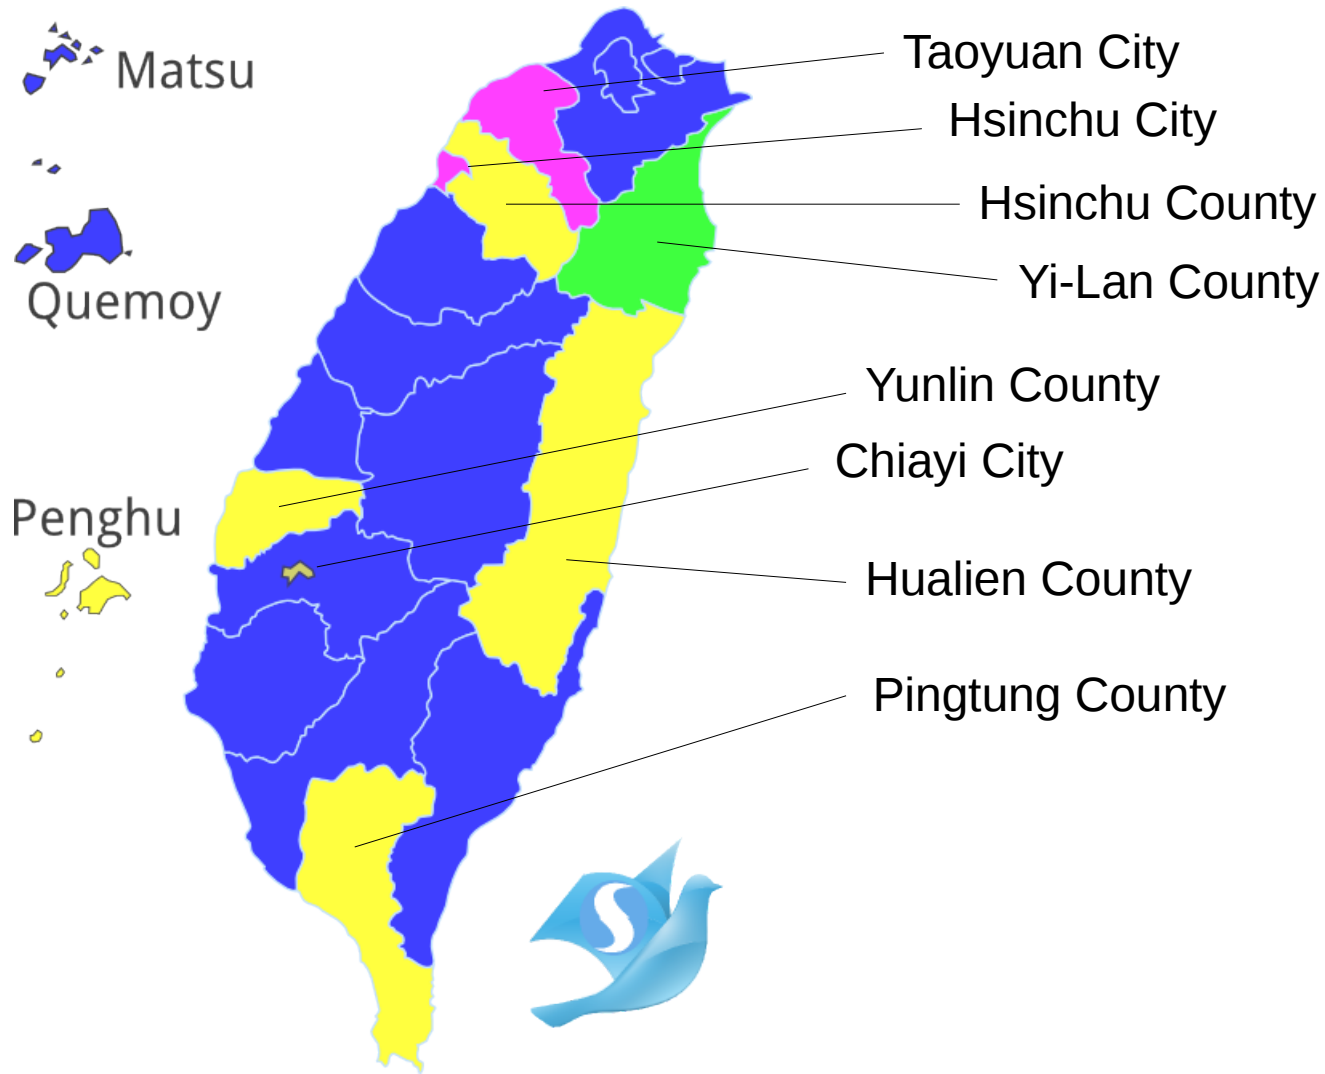 Matsu
Taoyuan City
Hsinchu City
Hsinchu County
Quemoy
Yi-Lan County
Yunlin County
Chiayi City
Penghu
Hualien County
Pingtung County
S